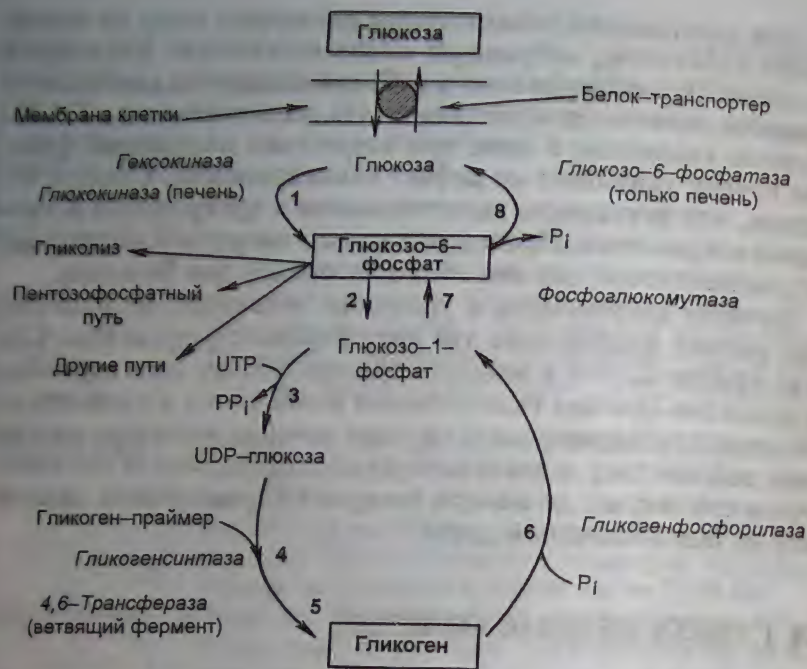 Глюкоза
Мембрана клетки
Белок–транспортер
Гексокиназа
Глюкокиназа (печень)
Глюкоза
Глюкозо–6–фосфатаза
(только печень)
1
8
Гликолиз
Глюкозо–6–
фосфат
Pi
Пентозофосфатный
путь
2
7
Фосфоглюкомутаза
Другие пути
UTP
Глюкозо–1–
фосфат
PPi
3
UDP–глюкоза
Гликоген–праймер
Гликогенсинтаза
4
6
Гликогенфосфорилаза
4,6–Трансфераза
(ветвящий фермент)
5
Pi
Гликоген